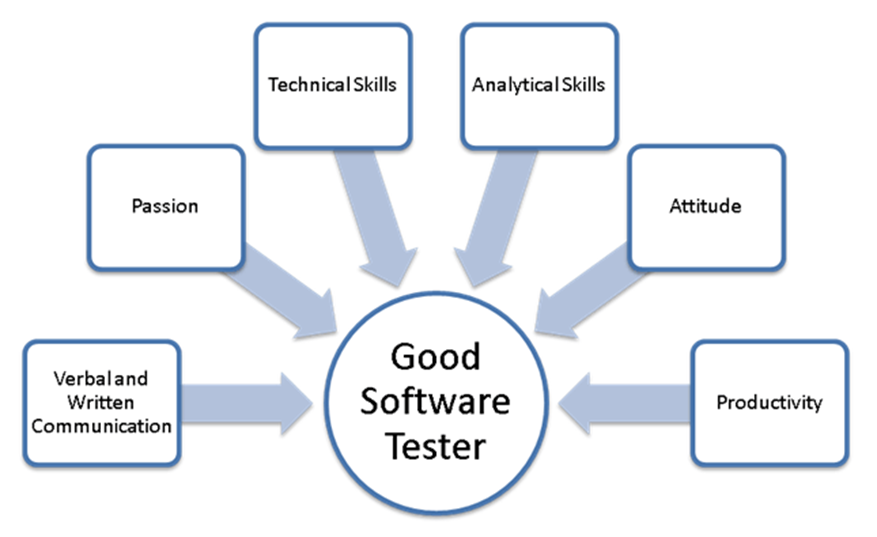 Technical Skills
Analytical Skills
Passion
Attitude
Verbal and
Written
Communication
Good
Software
Tester
Productivity